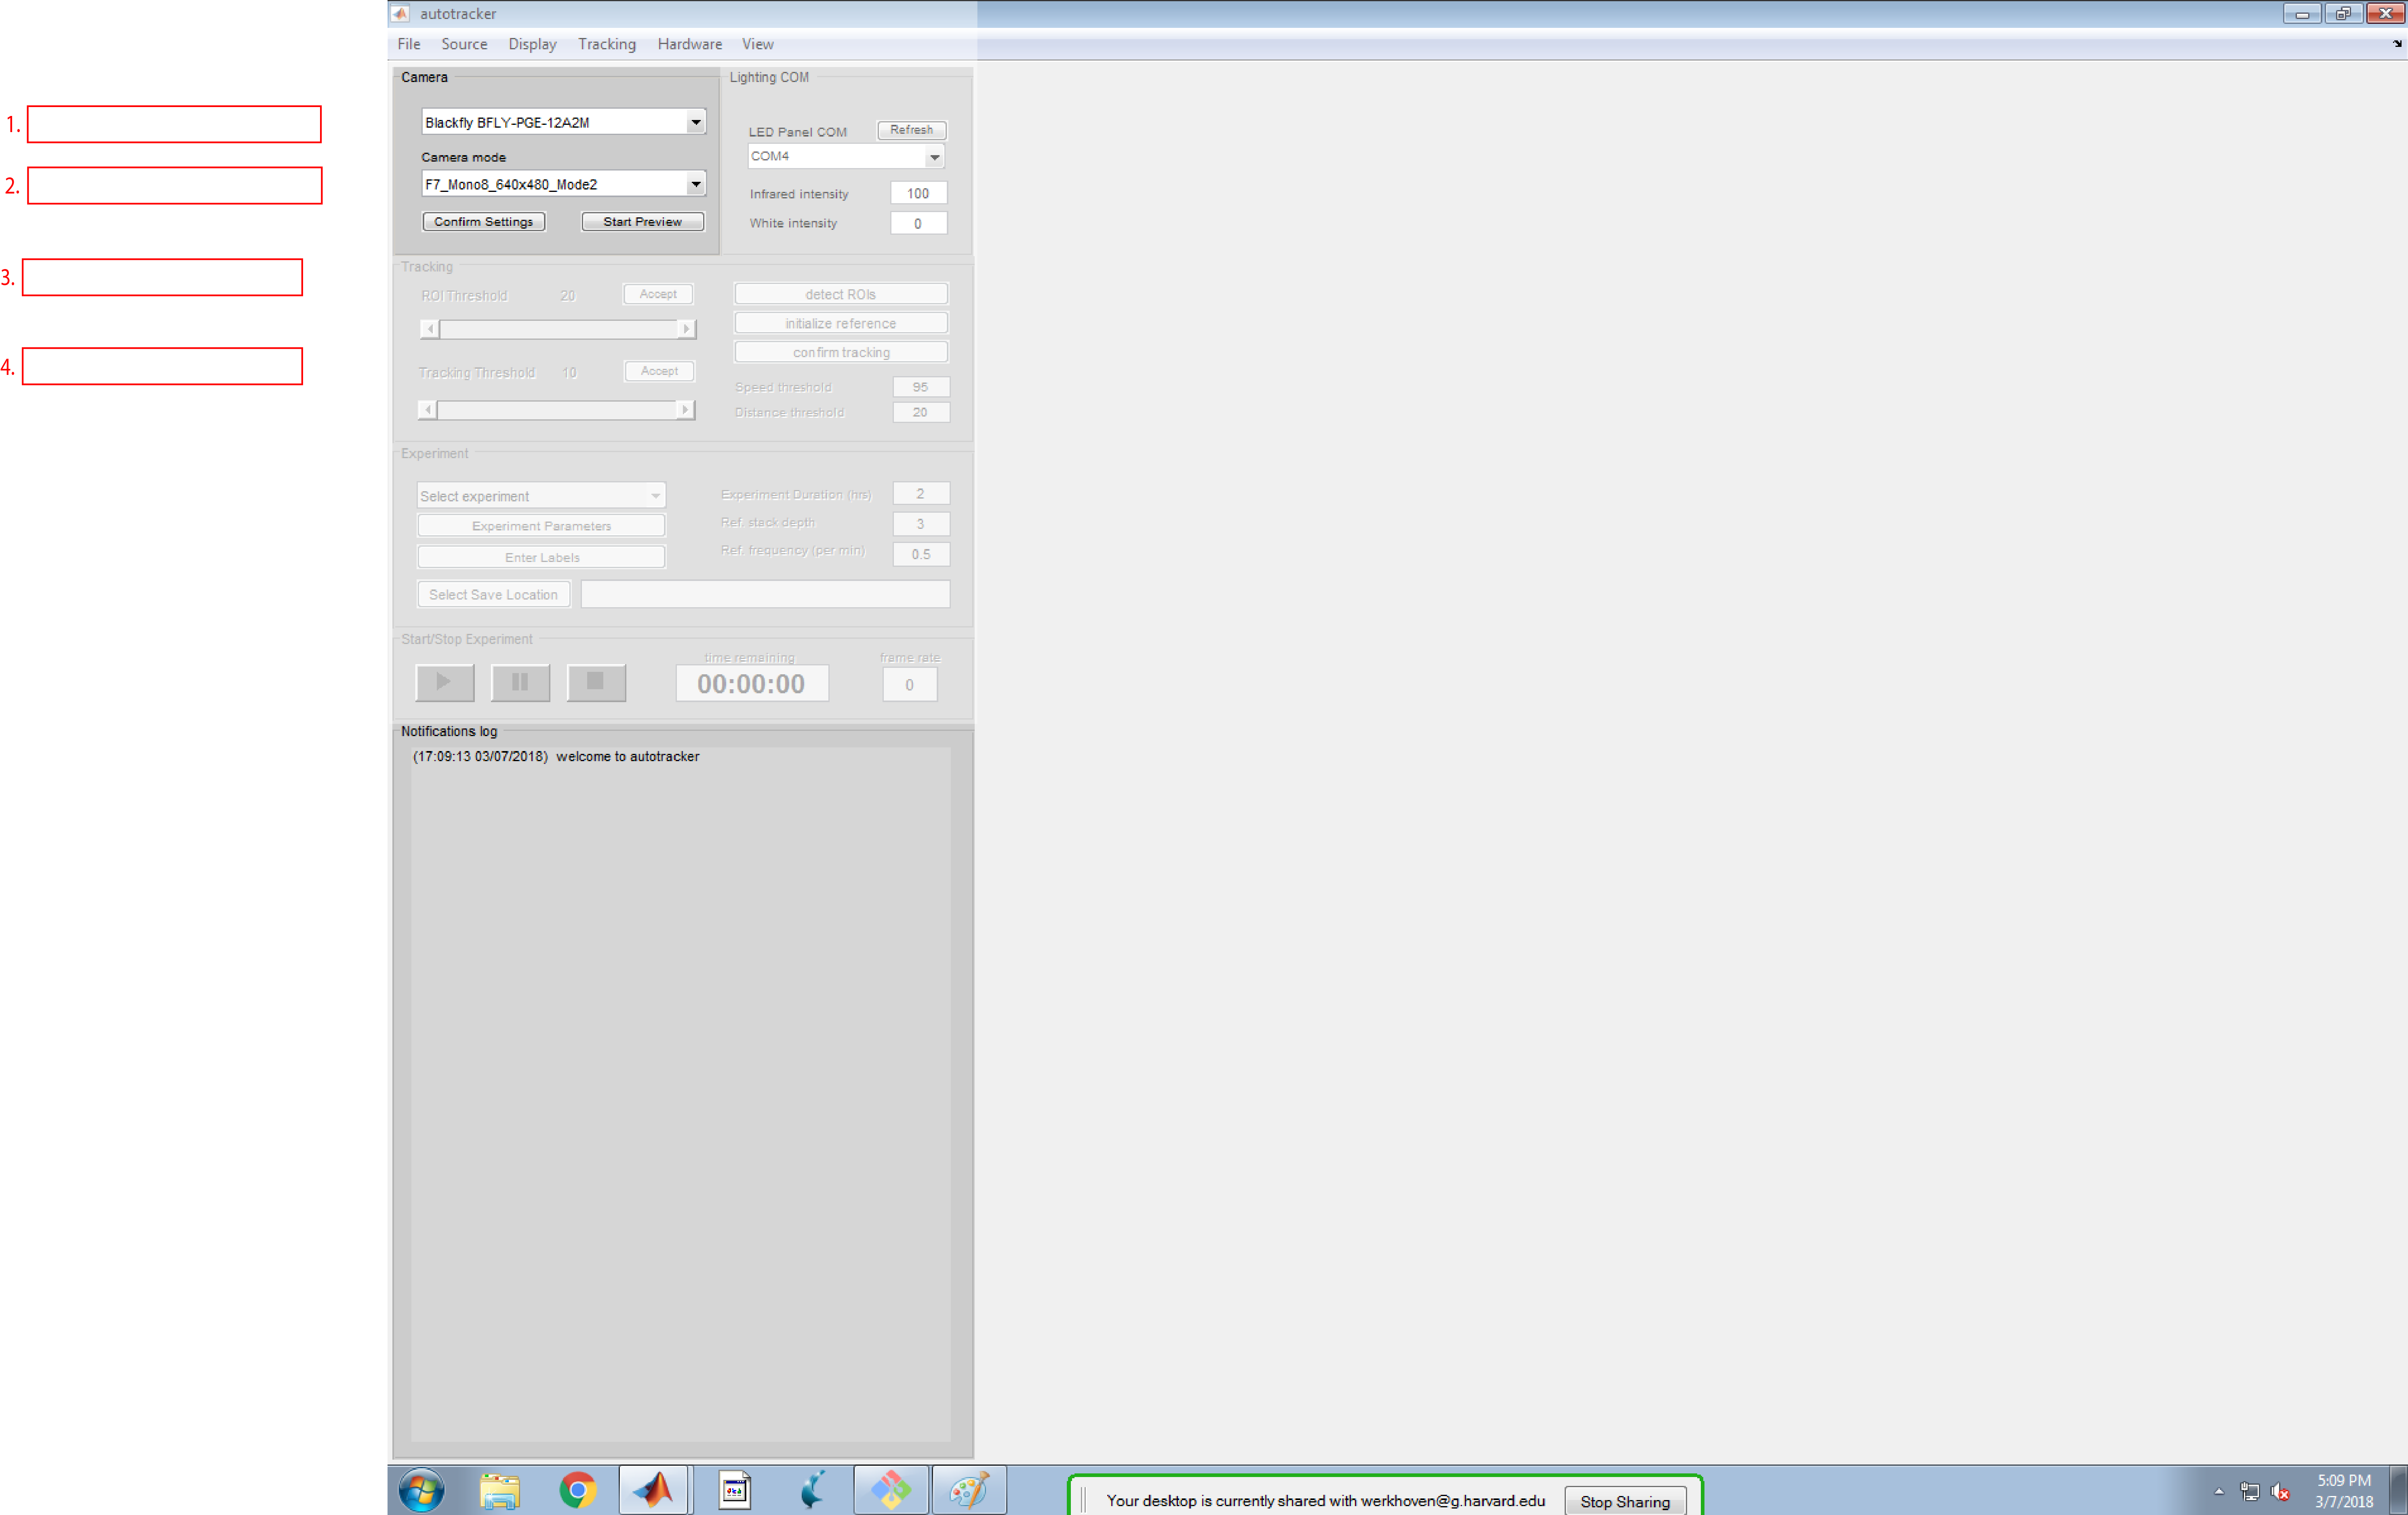 autotracker
File Source Display Tracking Hardware View
Camera
Lighting COM
1.
Blackfly BFLY-PGE-12A2M
LED Panel COM Refresh
Camera mode
COM4
2.
F7_Mono8_640x480_Mode2
Infrared intensity 100
Confirm Settings Start Preview
White intensity 0
Tracking
3.
ROI Threshold 20 Accept
detect ROIs
initialize reference
confirm tracking
4.
Tracking Threshold 10 Accept
Speed threshold 95
Distance threshold 20
Experiment
Select experiment
Experiment Duration (hrs) 2
Experiment Parameters
Ref. stack depth 3
Enter Labels
Ref. frequency (per min) 0.5
Select Save Location
Start/Stop Experiment
time remaining frame rate
00:00:00 0
Notifications log
(17:09:13 03/07/2018) welcome to autotracker
Your desktop is currently shared with werkhoven@g.harvard.edu Stop Sharing
5:09 PM
3/7/2018